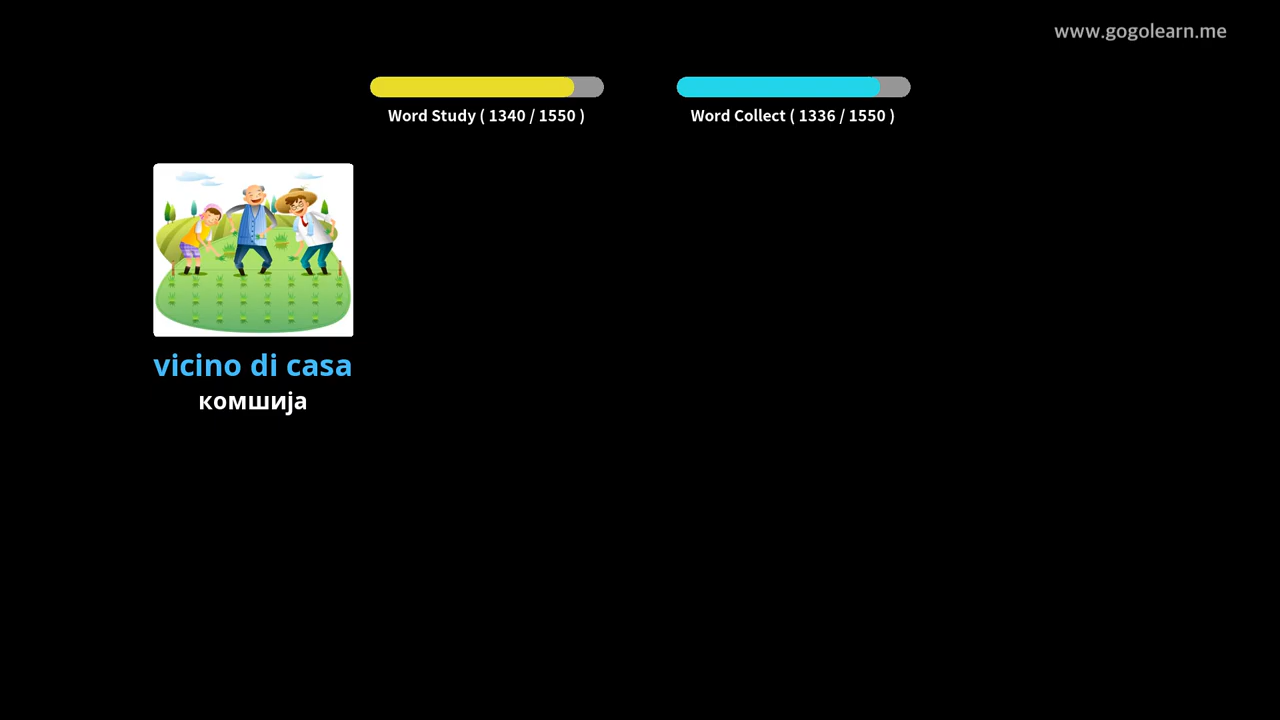 www.gogolearn.me
Word Study ( 1340 / 1550 )
Word Collect ( 1336 / 1550 )
vicino di casa
комшија